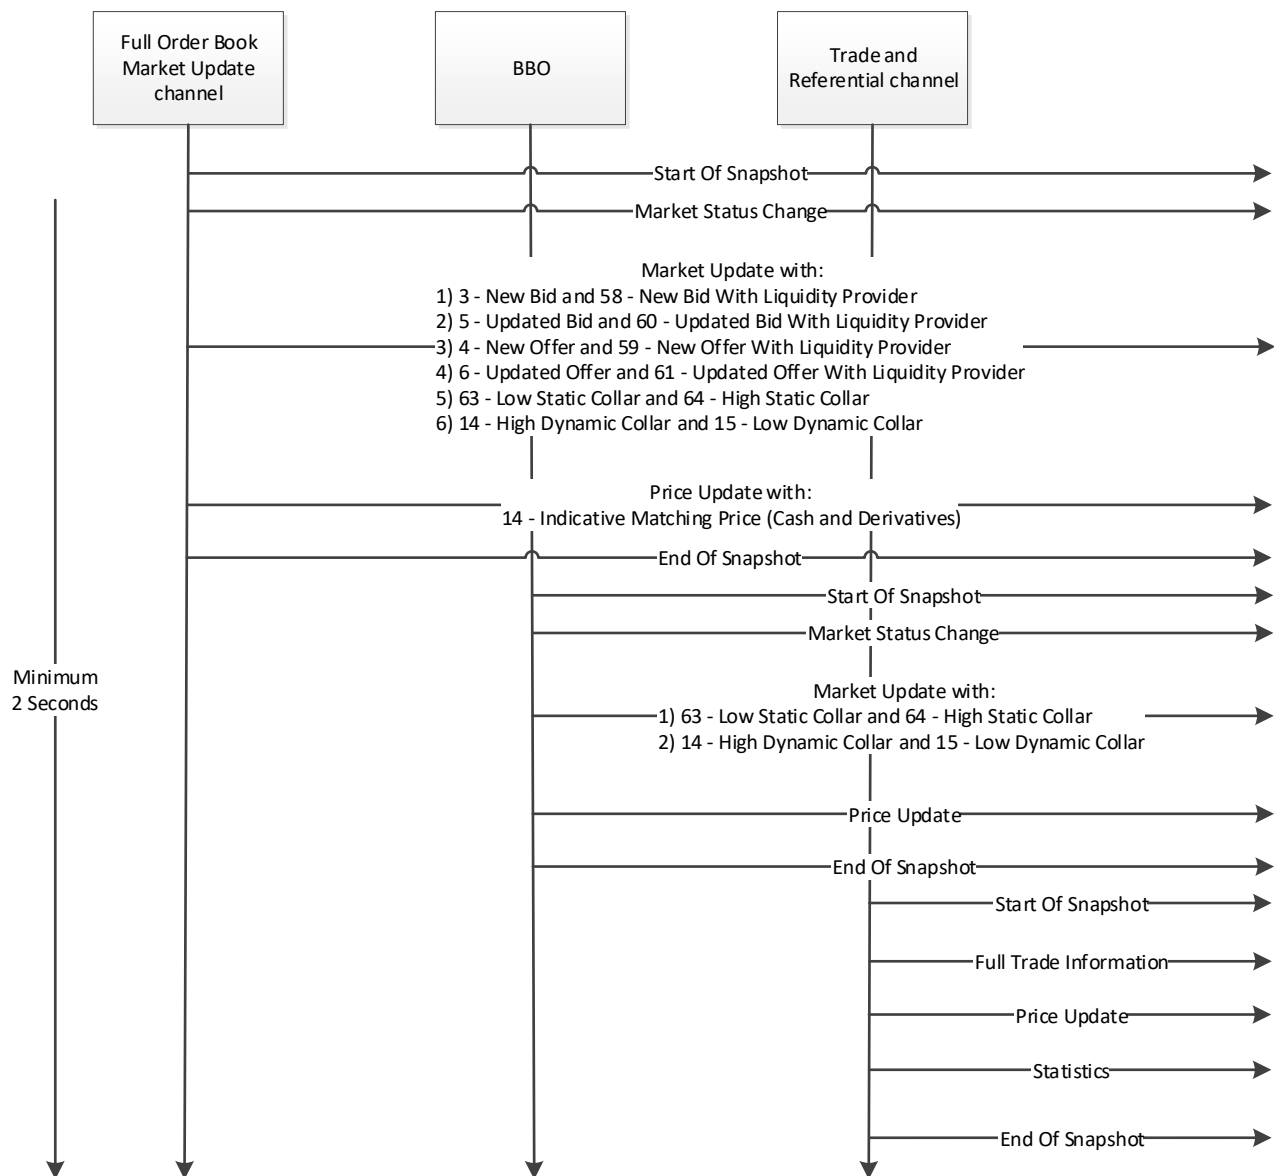 Full Order Book
Market Update
channel
BBO
Trade and
Referential channel
Start Of Snapshot
Market Status Change
Market Update with:
1) 3 - New Bid and 58 - New Bid With Liquidity Provider
2) 5 - Updated Bid and 60 - Updated Bid With Liquidity Provider
3) 4 - New Offer and 59 - New Offer With Liquidity Provider
4) 6 - Updated Offer and 61 - Updated Offer With Liquidity Provider
5) 63 - Low Static Collar and 64 - High Static Collar
6) 14 - High Dynamic Collar and 15 - Low Dynamic Collar
Price Update with:
14 - Indicative Matching Price (Cash and Derivatives)
End Of Snapshot
Start Of Snapshot
Market Status Change
Minimum
2 Seconds
Market Update with:
1) 63 - Low Static Collar and 64 - High Static Collar
2) 14 - High Dynamic Collar and 15 - Low Dynamic Collar
Price Update
End Of Snapshot
Start Of Snapshot
Full Trade Information
Price Update
Statistics
End Of Snapshot